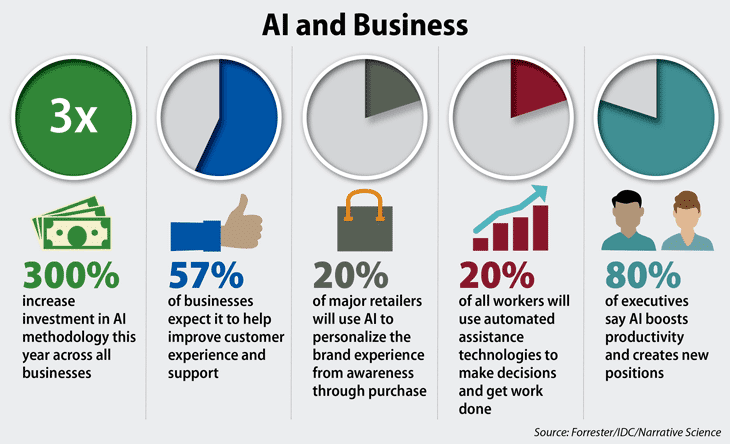 AI and Business
3x
300%
increase
investment in AI
methodology this
year across all
businesses
57%
of businesses
expect it to help
improve customer
experience and
support
20%
of major retailers
will use AI to
personalize the
brand experience
from awareness
through purchase
20%
of all workers will
use automated
assistance
technologies to
make decisions
and get work
done
80%
of executives
say AI boosts
productivity
and creates new
positions
Source: Forrester/IDC/Narrative Science